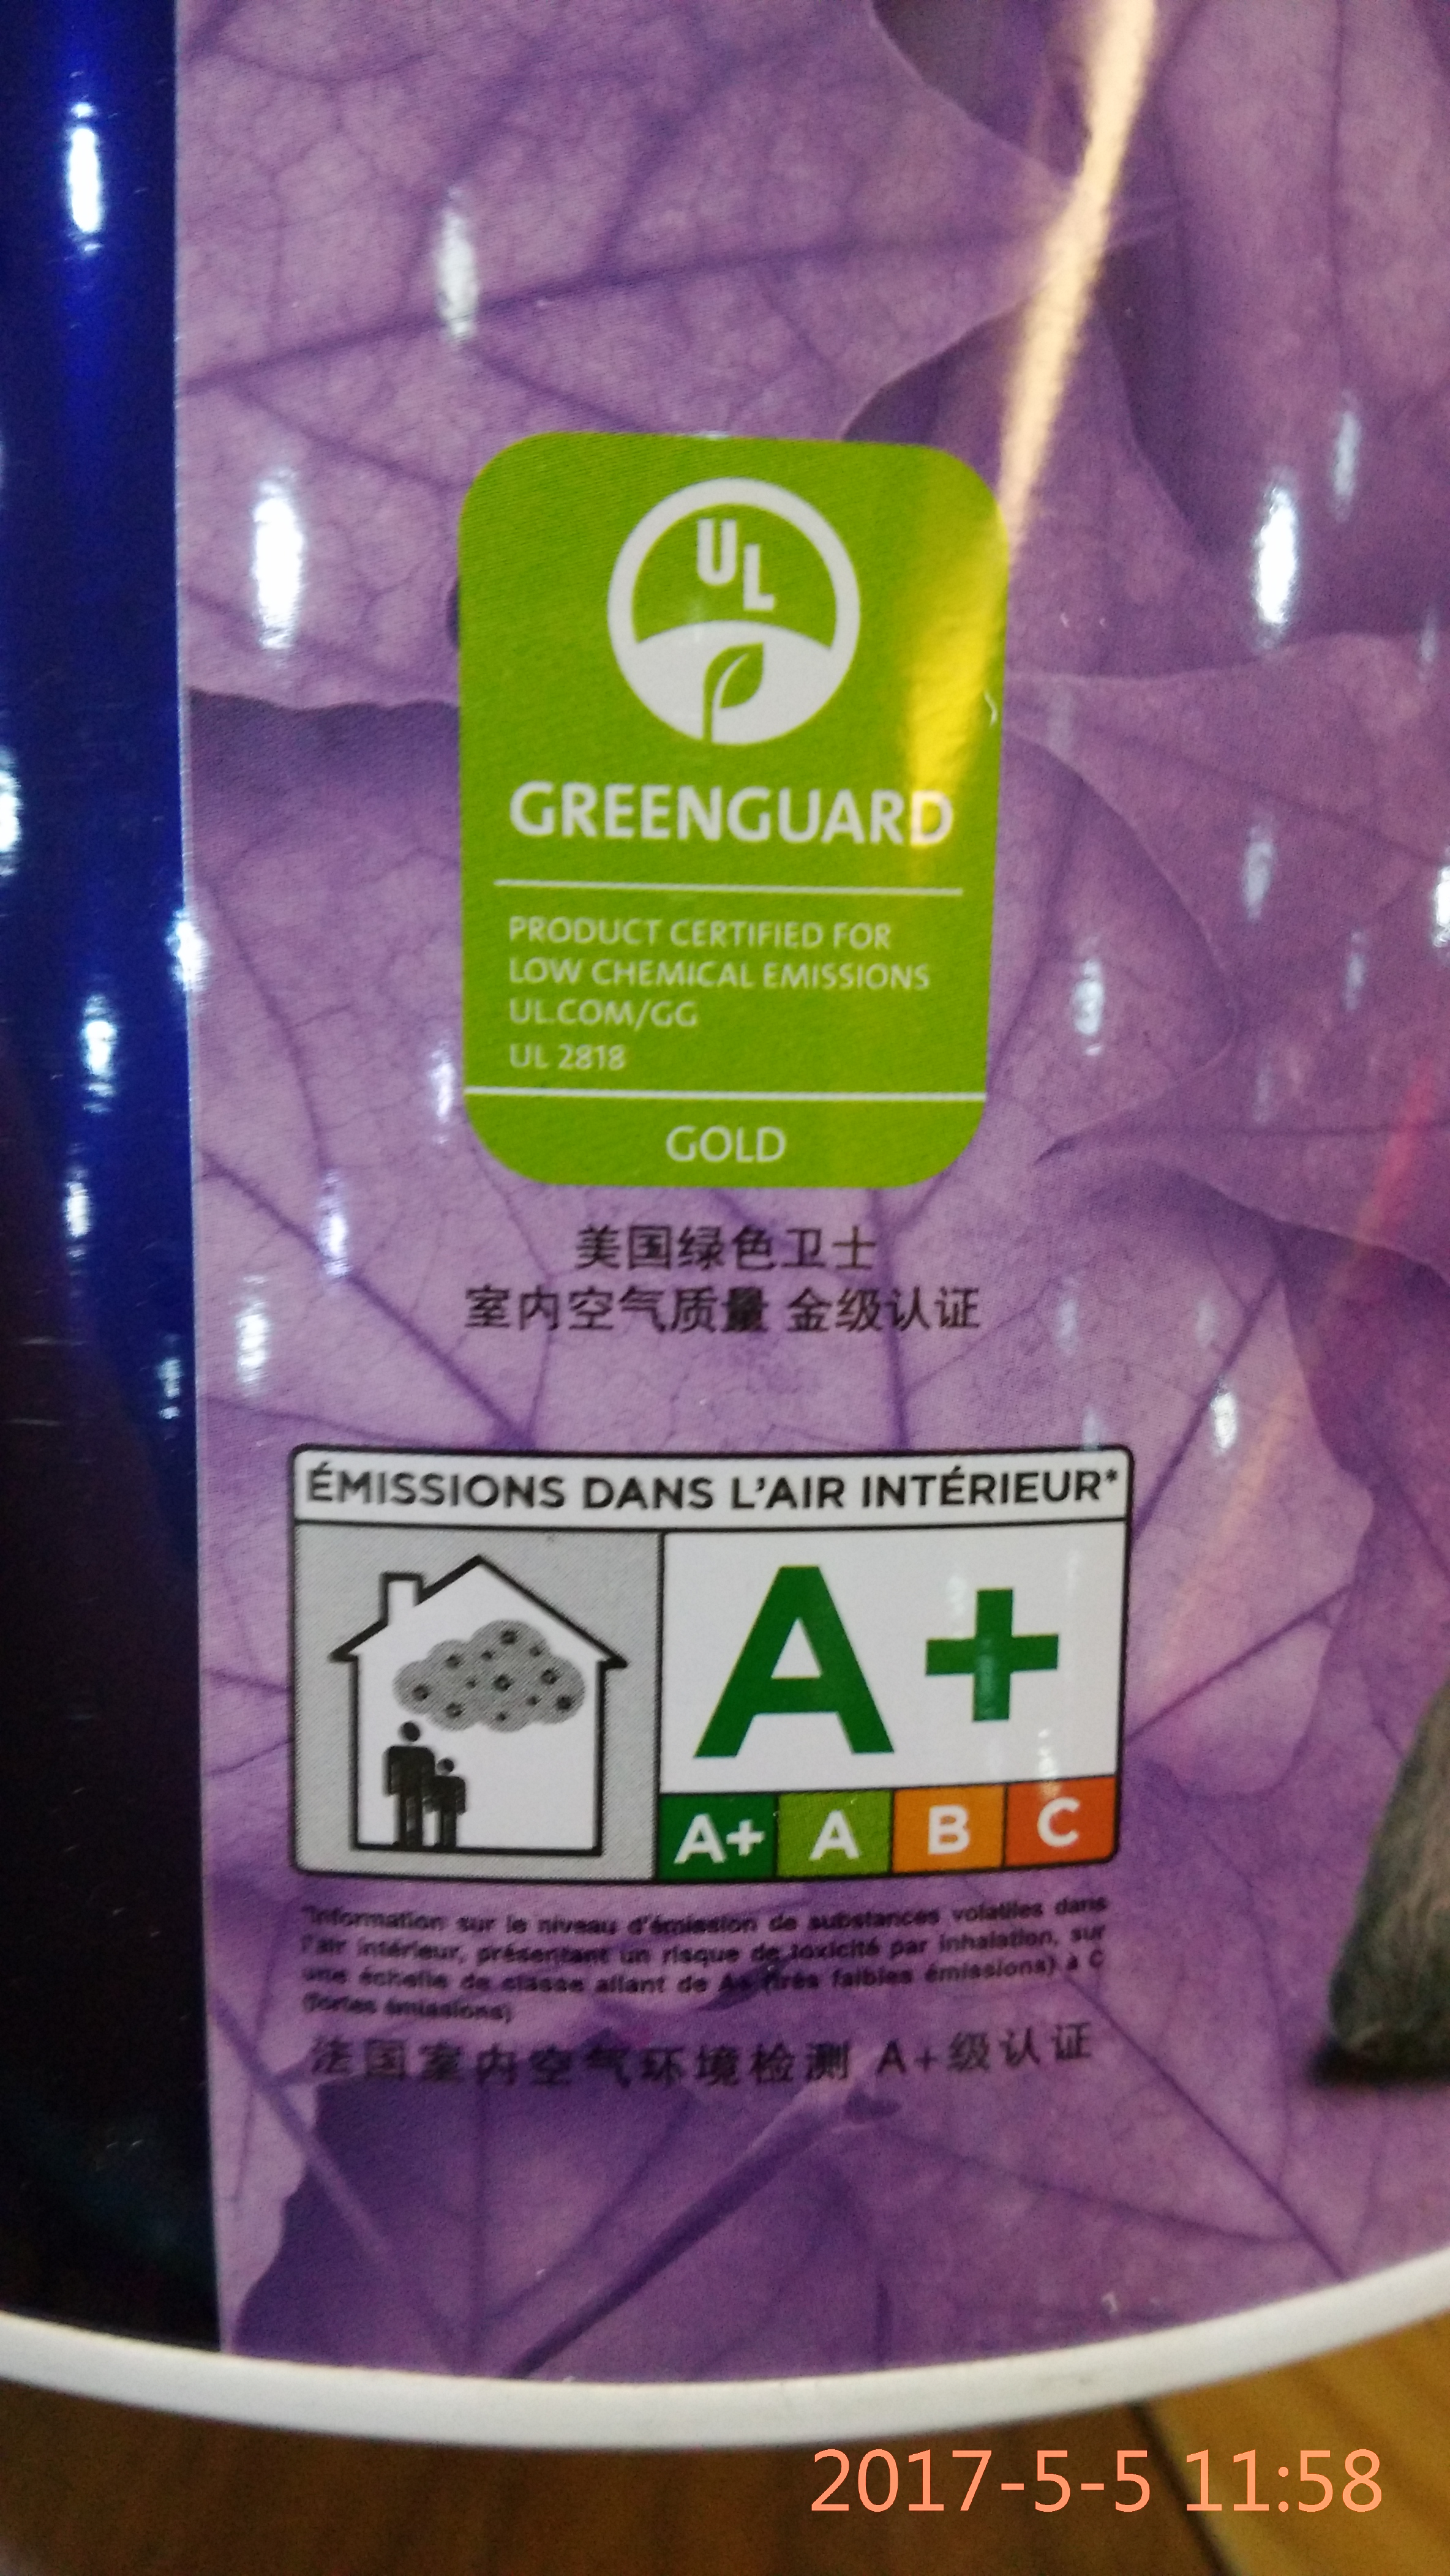 UL
GREENGUARD
PRODUCT CERTIFIED FOR
LOW CHEMICAL EMISSIONS
UL.COM/GG
UL 2818
GOLD
美国绿色卫士
室内空气质量 金级认证
ÉMISSIONS DANS L'AIR INTÉRIEUR*
A+
A+ A B C
*Information sur le niveau d'émission de substances volatiles dans
l'air intérieur, présentant un risque de toxicité par inhalation, sur
une échelle de classe allant de A+ (très faibles émissions) à C
(fortes émissions)
法国室内空气环境检测 A+级认证
2017-5-5 11:58